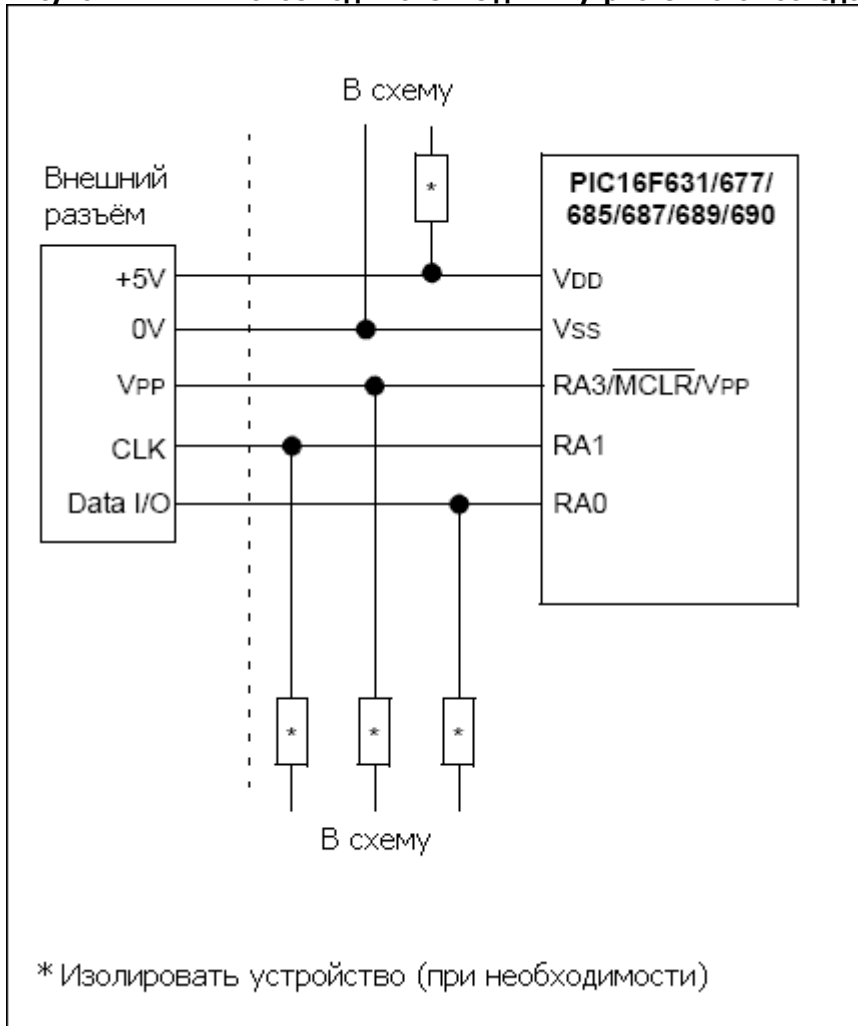 В схему
Внешний
разъём
PIC16F631/677/
685/687/689/690
*
+5V
VDD
0V
VSS
VPP
RA3/MCLR/VPP
CLK
RA1
Data I/O
RA0
* * *
В схему
* Изолировать устройство (при необходимости)